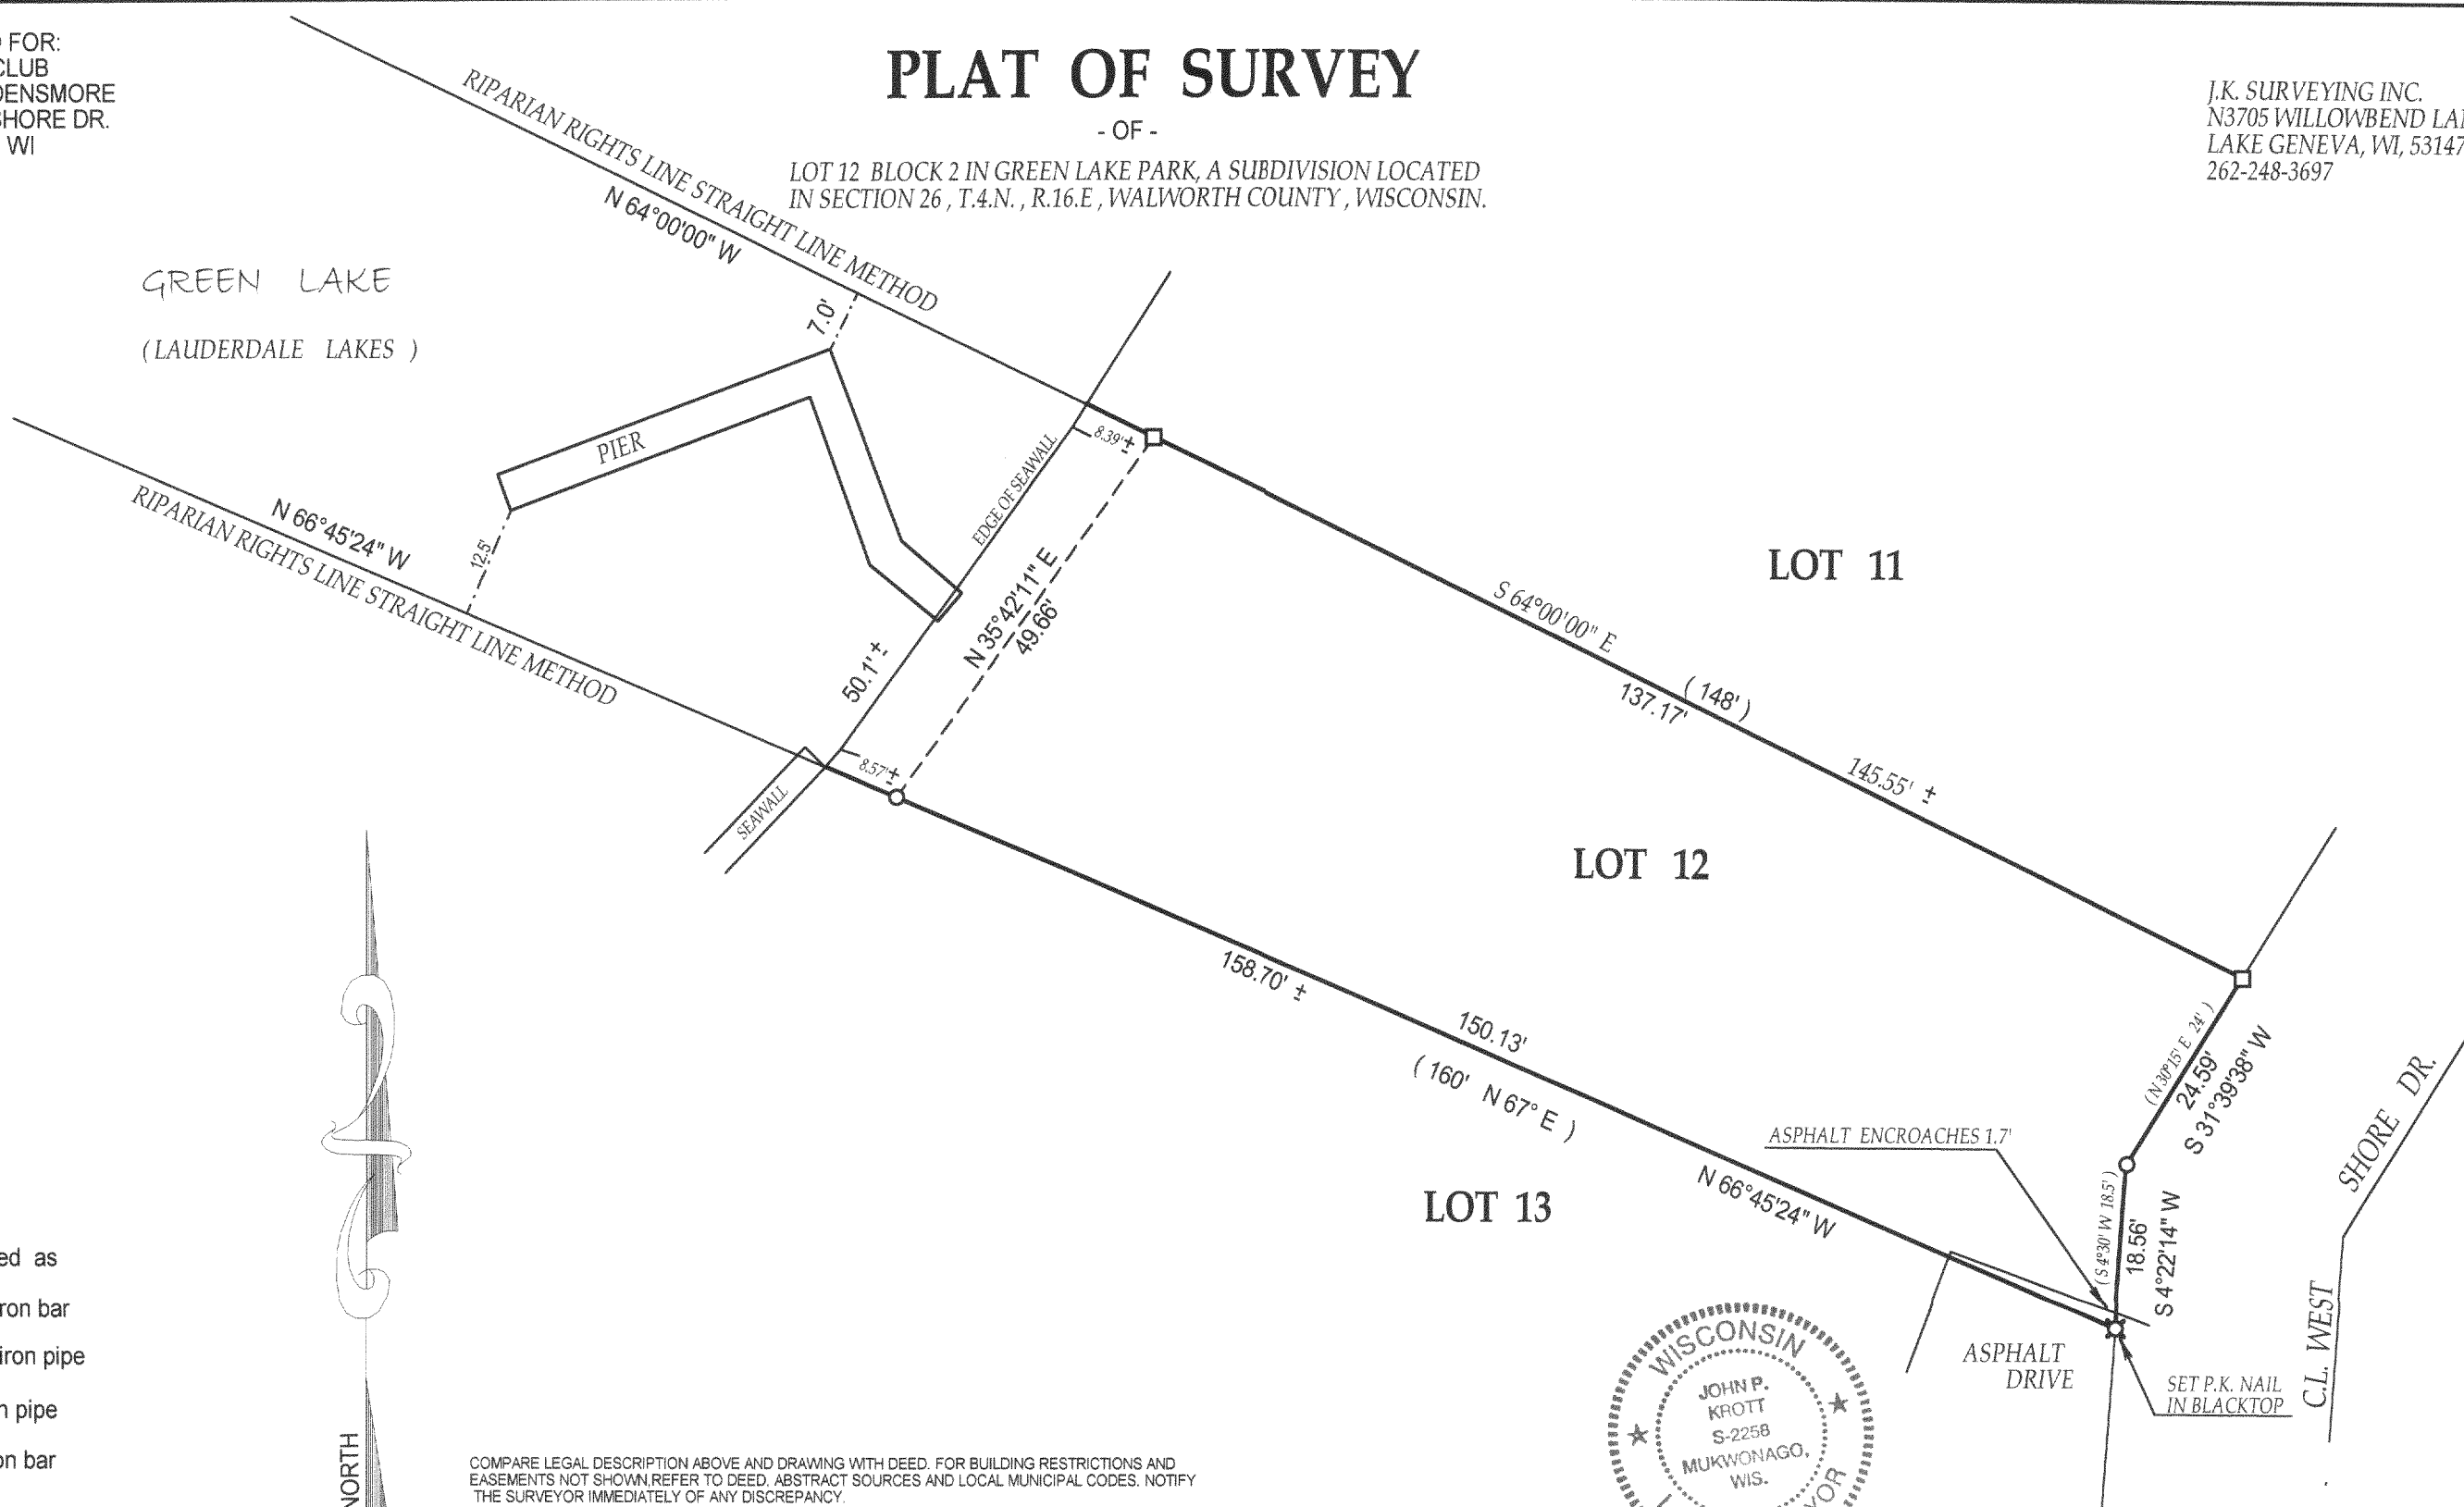 FOR:
CLUB
DENSMORE
SHORE DR.
WI
PLAT OF SURVEY
- OF -
LOT 12 BLOCK 2 IN GREEN LAKE PARK, A SUBDIVISION LOCATED
IN SECTION 26 , T.4.N. , R.16.E , WALWORTH COUNTY , WISCONSIN.
J.K. SURVEYING INC.
N3705 WILLOWBEND LA
LAKE GENEVA, WI, 53147
262-248-3697
RIPARIAN RIGHTS LINE STRAIGHT LINE METHOD
N 64°00'00" W
GREEN LAKE
( LAUDERDALE LAKES )
7.0'
PIER
12.5'
N 66°45'24" W
RIPARIAN RIGHTS LINE STRAIGHT LINE METHOD
EDGE OF SEAWALL
8.39'±
N 35°42'11" E
49.66'
50.1'±
8.57'±
SEAWALL
LOT 11
S 64°00'00" E
( 148' )
137.17'
145.55' ±
LOT 12
158.70' ±
150.13'
( 160' N 67° E )
N 66°45'24" W
LOT 13
ASPHALT ENCROACHES 1.7'
( N 30°15' E 24' )
24.59'
S 31°39'38" W
( S 4°30' W 18.5' )
18.56'
S 4°22'14" W
C.L. WEST SHORE DR.
ASPHALT
DRIVE
SET P.K. NAIL
IN BLACKTOP
ed as
ron bar
iron pipe
n pipe
on bar
NORTH
COMPARE LEGAL DESCRIPTION ABOVE AND DRAWING WITH DEED. FOR BUILDING RESTRICTIONS AND
EASEMENTS NOT SHOWN,REFER TO DEED, ABSTRACT SOURCES AND LOCAL MUNICIPAL CODES. NOTIFY
THE SURVEYOR IMMEDIATELY OF ANY DISCREPANCY.
WISCONSIN
JOHN P.
KROTT
S-2258
MUKWONAGO,
WIS.
YOR